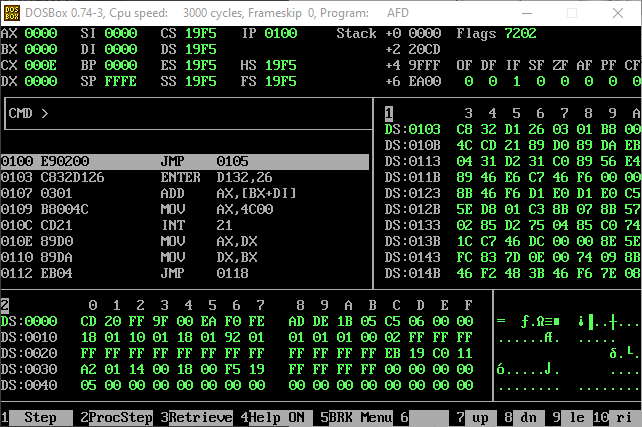 DOSBox 0.74-3, Cpu speed: 3000 cycles, Frameskip 0, Program: AFD
AX 0000 SI 0000 CS 19F5 IP 0100 Stack +0 0000 Flags 7202
BX 0000 DI 0000 DS 19F5 +2 20CD
CX 000E BP 0000 ES 19F5 HS 19F5 +4 9FFF OF DF IF SF ZF AF PF CF
DX 0000 SP FFFE SS 19F5 FS 19F5 +6 EA00 0 0 1 0 0 0 0 0
CMD >
1 3 4 5 6 7 8 9 A
DS:0103 C8 32 D1 26 03 01 B8 00
DS:010B 4C CD 21 89 D0 89 DA EB
0100 E90200 JMP 0105 DS:0113 04 31 D2 31 C0 89 56 E4
0103 C832D126 ENTER D132,26 DS:011B 89 46 E6 C7 46 F6 00 00
0107 0301 ADD AX,[BX+DI] DS:0123 8B 46 F6 D1 E0 D1 E0 C5
0109 B8004C MOV AX,4C00 DS:012B 5E D8 01 C3 8B 07 8B 57
010C CD21 INT 21 DS:0133 02 85 D2 75 04 85 C0 74
010E 89D0 MOV AX,DX DS:013B 1C C7 46 DC 00 00 8E 5E
0110 89DA MOV DX,BX DS:0143 FC 83 7D 0E 00 74 09 8B
0112 EB04 JMP 0118 DS:014B 46 F2 48 3B 46 F6 7E 08
2 0 1 2 3 4 5 6 7 8 9 A B C D E F
DS:0000 CD 20 FF 9F 00 EA F0 FE AD DE 1B 05 C5 06 00 00 ═ ƒ.Ω≡■ ¡▐..┼...
DS:0010 18 01 10 01 18 01 92 01 01 01 01 00 02 FF FF FF ......Æ. .....
DS:0020 FF FF FF FF FF FF FF FF FF FF FF FF EB 19 C0 11 δ.└.
DS:0030 A2 01 14 00 18 00 F5 19 FF FF FF FF 00 00 00 00 ó.....⌡. ....
DS:0040 05 00 00 00 00 00 00 00 00 00 00 00 00 00 00 00 ........ ........
1 Step 2 ProcStep 3 Retrieve 4 Help ON 5 BRK Menu 6 7 up 8 dn 9 le 10 ri